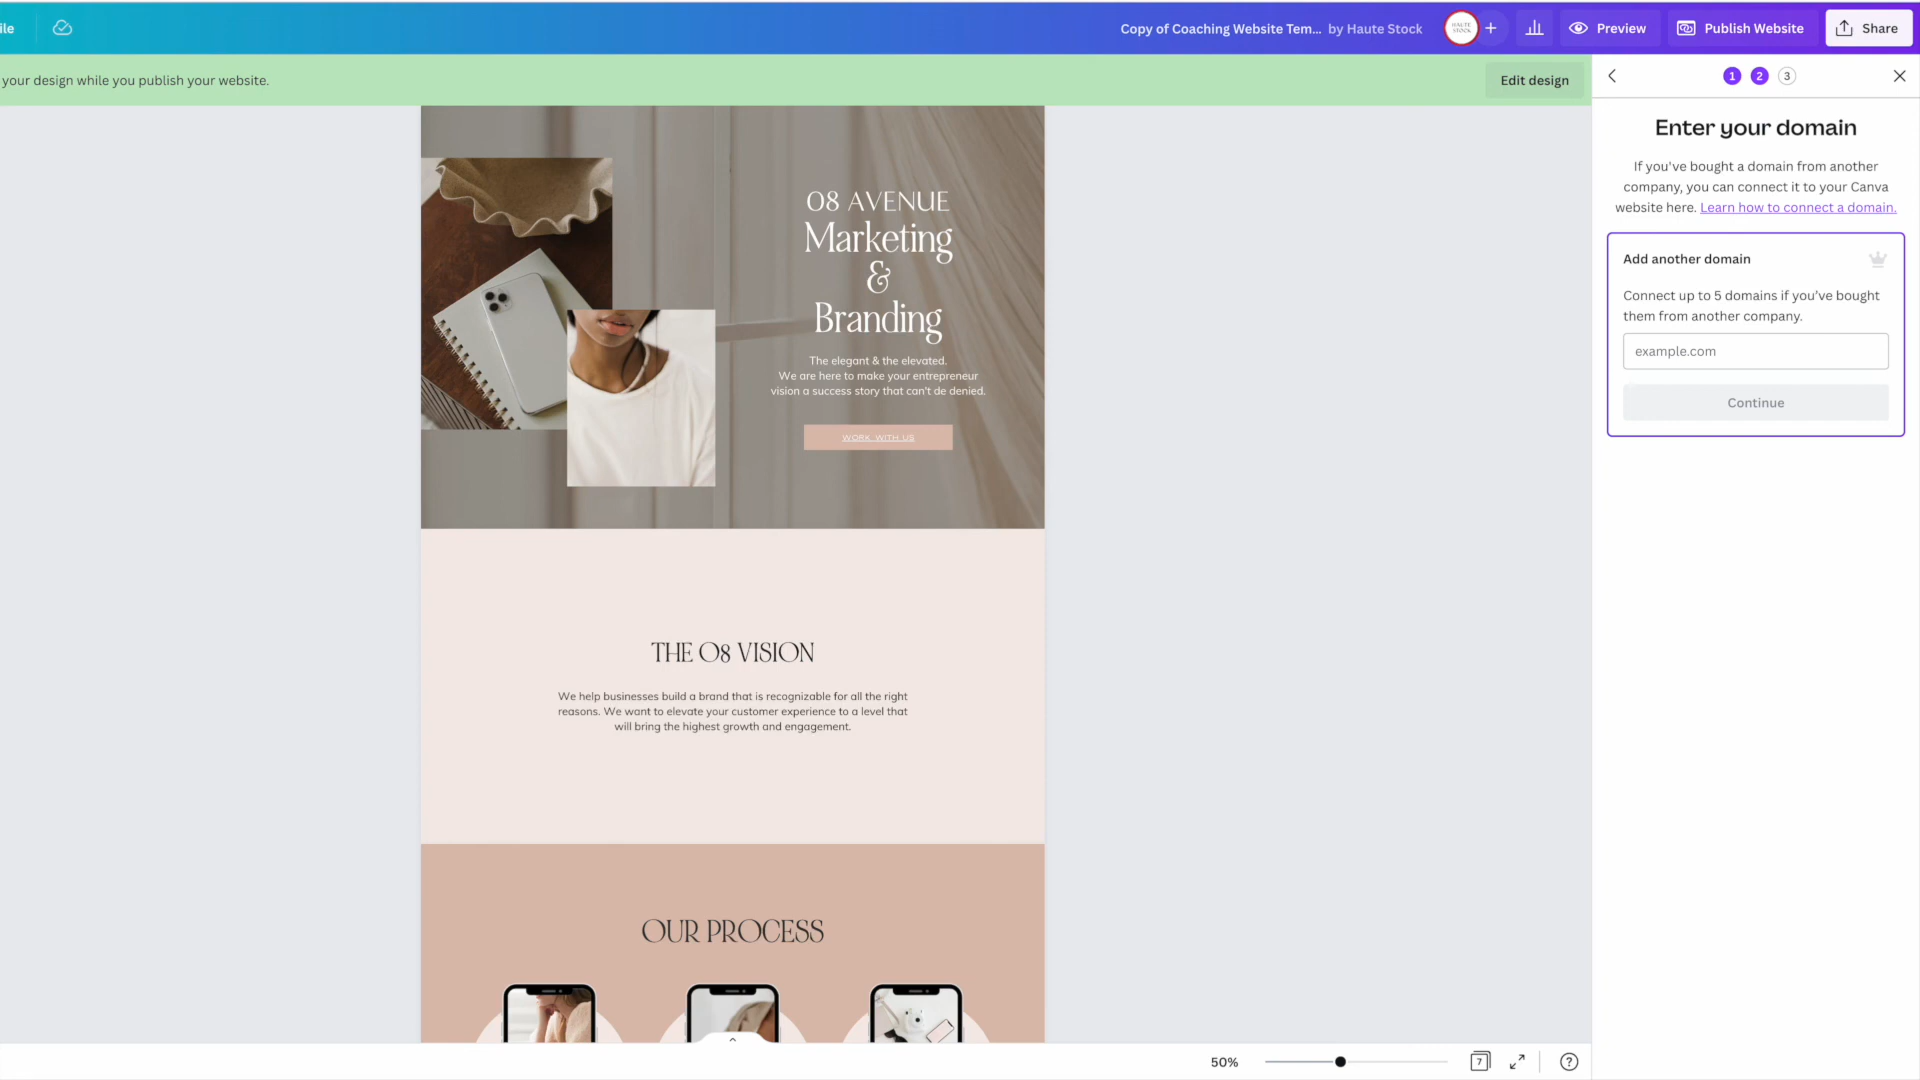 ile
Copy of Coaching Website Tem... by Haute Stock
HAUTE
STOCK
Preview
Publish Website
Share
your design while you publish your website.
Edit design
1 2 3
Enter your domain
If you've bought a domain from another
company, you can connect it to your Canva
website here. Learn how to connect a domain.
Add another domain
Connect up to 5 domains if you’ve bought
them from another company.
example.com
Continue
08 AVENUE
Marketing
&
Branding
The elegant & the elevated.
We are here to make your entrepreneur
vision a success story that can't de denied.
WORK WITH US
THE 08 VISION
We help businesses build a brand that is recognizable for all the right
reasons. We want to elevate your customer experience to a level that
will bring the highest growth and engagement.
OUR PROCESS
50%
7
?